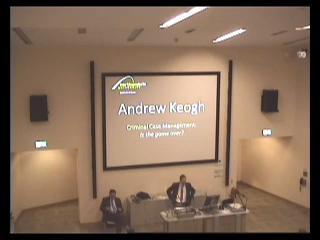 Andrew Keogh
Criminal Case Management:
is the game over?